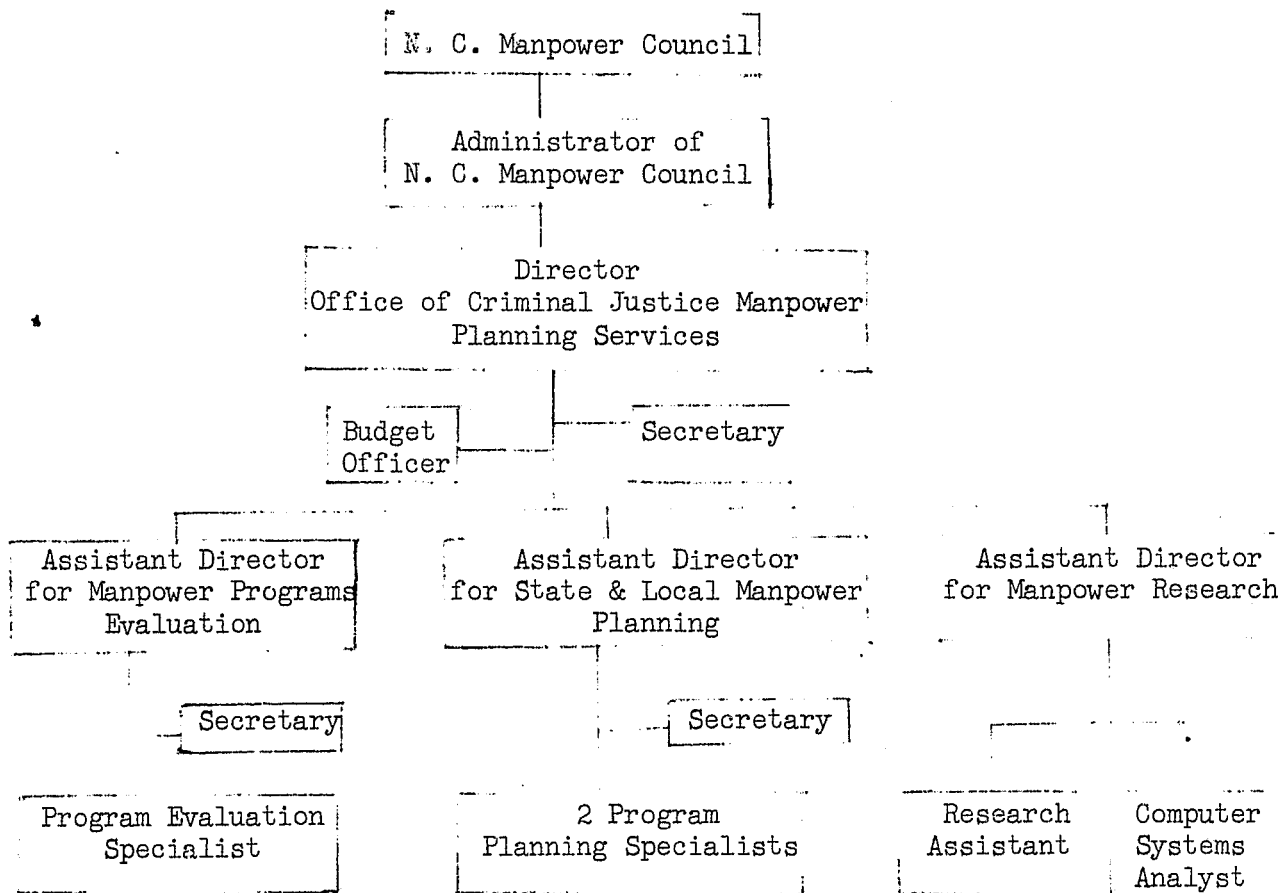 N. C. Manpower Council
Administrator of
N. C. Manpower Council
Director
Office of Criminal Justice Manpower
Planning Services
Budget
Officer
Secretary
Assistant Director
for Manpower Programs
Evaluation
Assistant Director
for State & Local Manpower
Planning
Assistant Director
for Manpower Research
Secretary
Secretary
Program Evaluation
Specialist
2 Program
Planning Specialists
Research
Assistant
Computer
Systems
Analyst